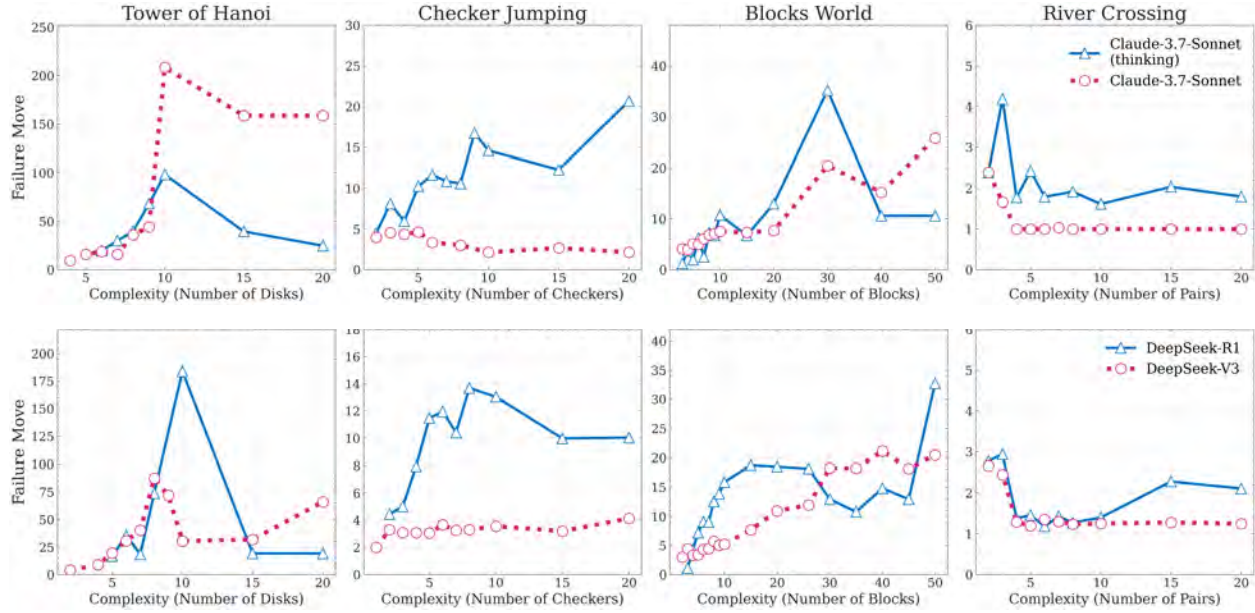 Tower of Hanoi
Checker Jumping
Blocks World
River Crossing
Failure Move
250
200
150
100
50
0
5 10 15 20
Complexity (Number of Disks)
30
25
20
15
10
5
0
5 10 15 20
Complexity (Number of Checkers)
40
30
20
10
0
10 20 30 40 50
Complexity (Number of Blocks)
6
5
4
3
2
1
0
5 10 15 20
Complexity (Number of Pairs)
Claude-3.7-Sonnet
(thinking)
Claude-3.7-Sonnet
Failure Move
200
175
150
125
100
75
50
25
0
5 10 15 20
Complexity (Number of Disks)
18
16
14
12
10
8
6
4
2
0
5 10 15 20
Complexity (Number of Checkers)
40
35
30
25
20
15
10
5
0
10 20 30 40 50
Complexity (Number of Blocks)
6
5
4
3
2
1
0
5 10 15 20
Complexity (Number of Pairs)
DeepSeek-R1
DeepSeek-V3